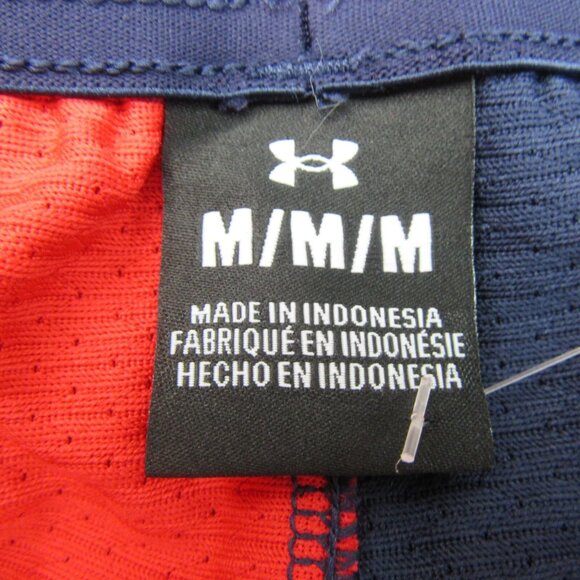 M/M/M
MADE IN INDONESIA
FABRIQUÉ EN INDONÉSIE
HECHO EN INDONESIA